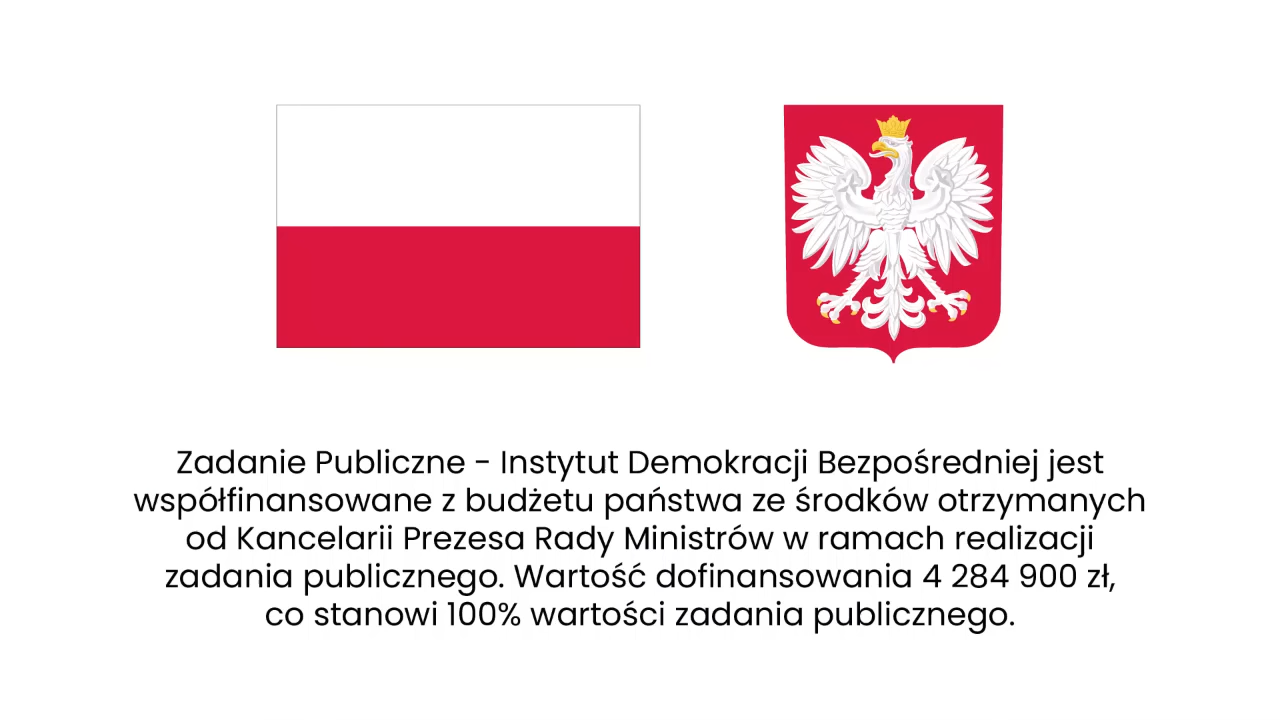 Zadanie Publiczne - Instytut Demokracji Bezpośredniej jest
współfinansowane z budżetu państwa ze środków otrzymanych
od Kancelarii Prezesa Rady Ministrów w ramach realizacji
zadania publicznego. Wartość dofinansowania 4 284 900 zł,
co stanowi 100% wartości zadania publicznego.